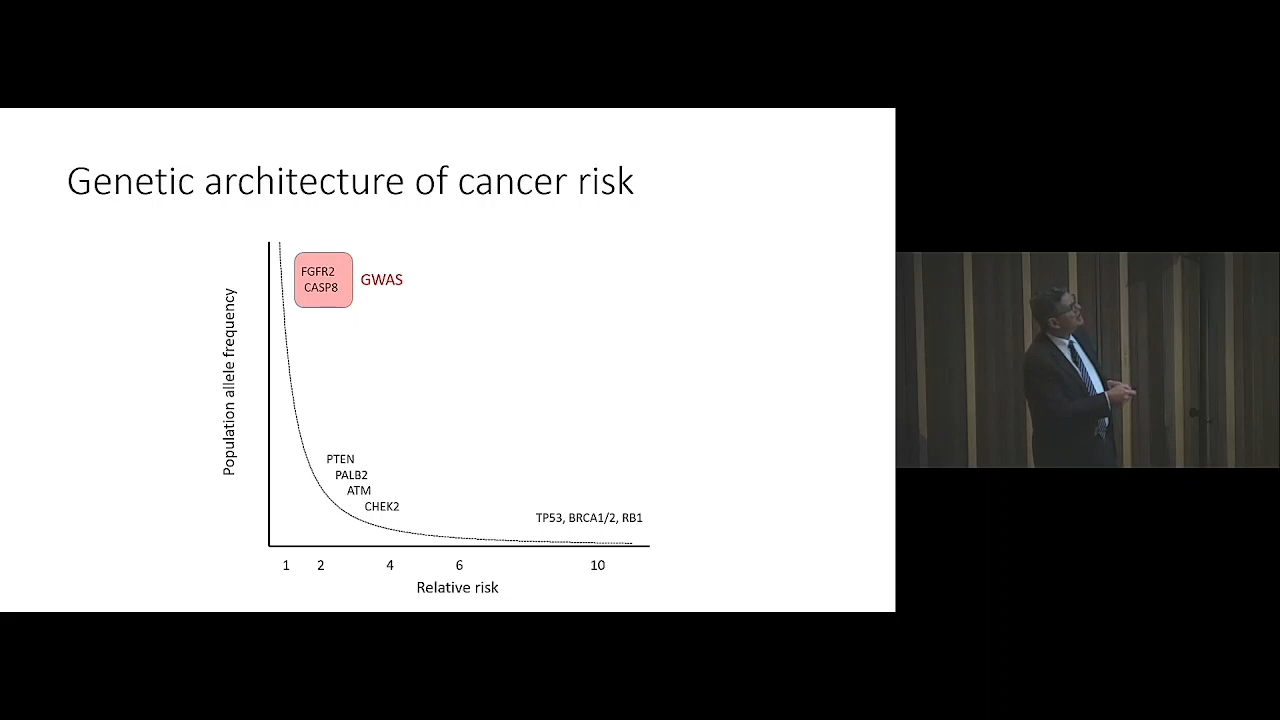 Genetic architecture of cancer risk
FGFR2
CASP8
GWAS
Population allele frequency
PTEN
PALB2
ATM
CHEK2
TP53, BRCA1/2, RB1
1 2 4 6 10
Relative risk